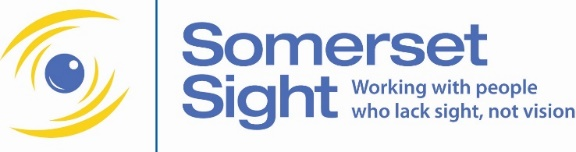 Somerset
Sight
Working with people
who lack sight, not vision